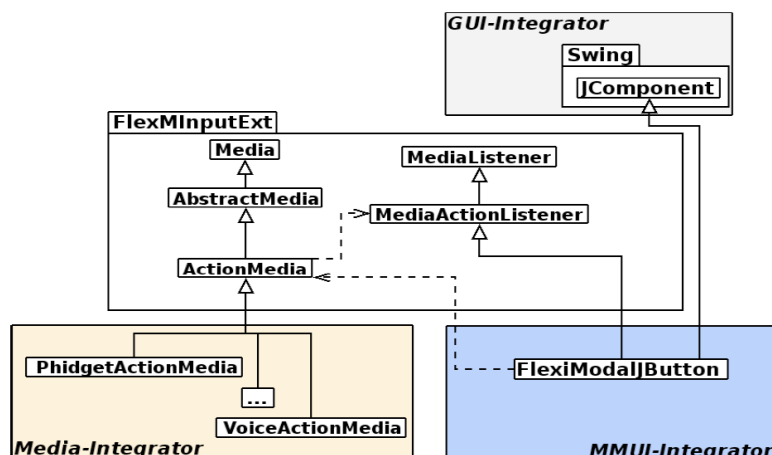 GUI-Integrator
Swing
JComponent
FlexMInputExt
Media
MediaListener
AbstractMedia
MediaActionListener
ActionMedia
PhidgetActionMedia
FlexiModalJButton
...
VoiceActionMedia
Media-Integrator
MMUI-Integrator